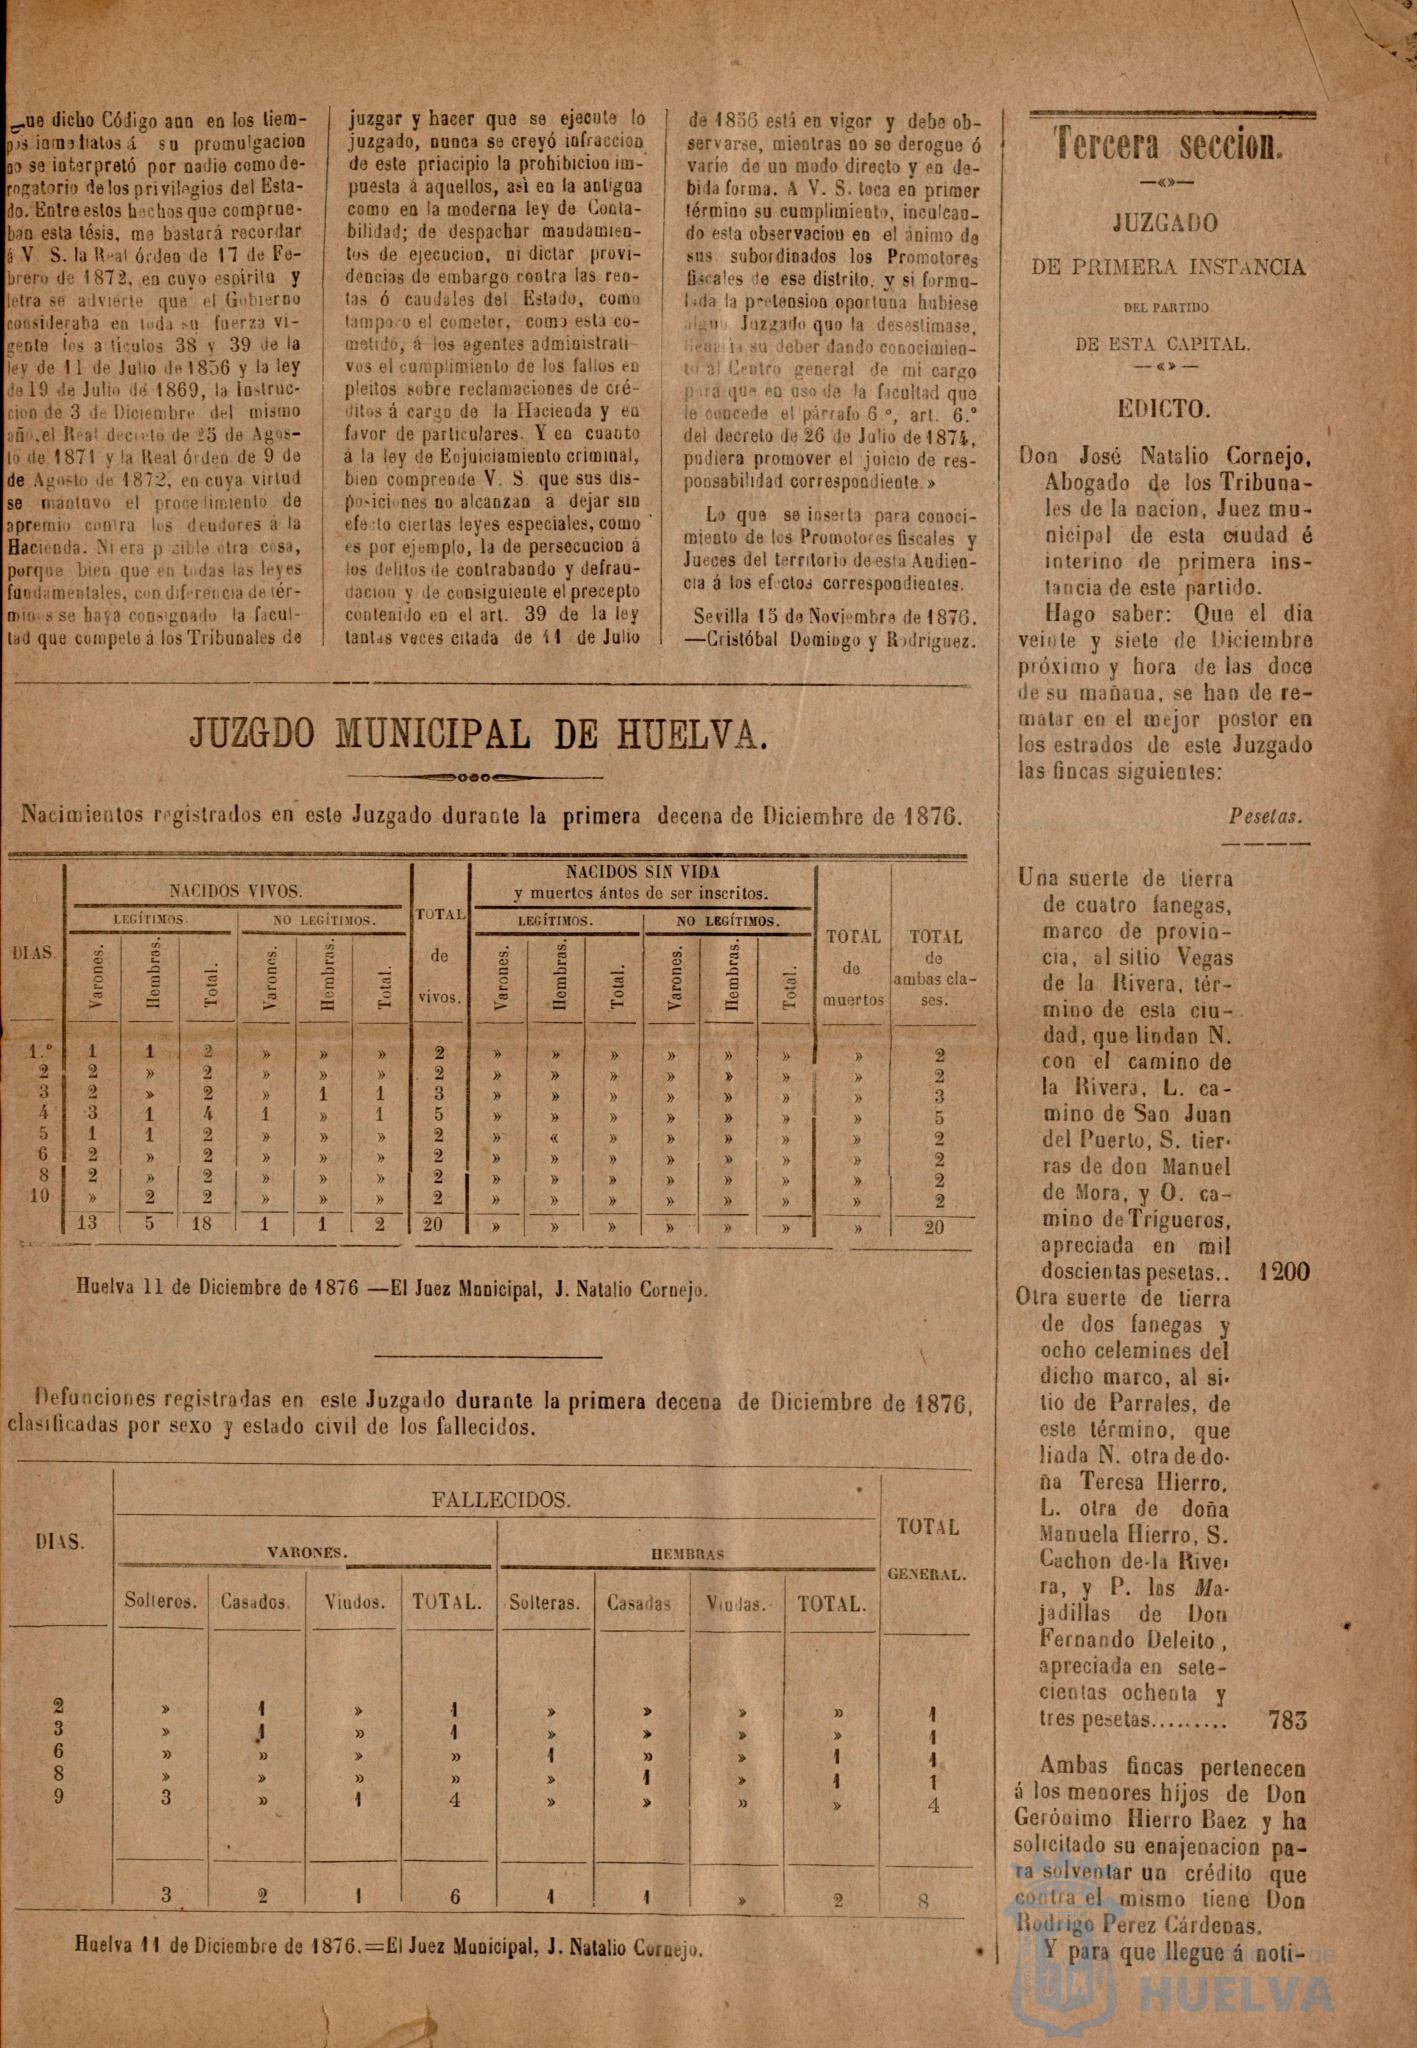 ue dicho Código aun en los tiem-
pos inmediatos á su promulgacion
no se interpretó por nadie como de-
rogatorio de los privilegios del Esta-
do. Entre estos hechos que comprue-
ban esta tésis, me bastará recordar
á V S. la Real órden de 17 de Fe-
brero de 1872, en cuyo espiritu y
letra se advierte que el Gobierno
consideraba en toda su fuerza vi-
gente los a tículos 38 y 39 de la
ley de 11 de Julio de 1856 y la ley
de 19 de Julio de 1869, la Instruc-
cion de 3 de Diciembre del mismo
año, el Real decreto de 25 de Agos-
to de 1871 y la Real órden de 9 de
de Agosto de 1872, en cuya virtud
se mantuvo el procedimiento de
apremio contra los deudores á la
Hacienda. Ni era p sible otra cosa,
porque bien que en todas las leyes
fundamentales, con diferencia de tér-
minos se haya consignado la facul-
tad que compete á los Tribunales de
juzgar y hacer que se ejecute lo
juzgado, nunca se creyó infraccion
de este principio la prohibicion im-
puesta á aquellos, asi en la antigua
como en la moderna ley de Conta-
bilidad; de despachar mandamien-
tos de ejecucion, ni dictar provi-
dencias de embargo contra las ren-
tas ó caudales del Estado, como
tampoco el cometer, como está co-
metido, á los agentes administrati
vos el cumplimiento de los fallos en
pleitos sobre reclamaciones de cré-
ditos á cargo de la Hacienda y en
favor de particulares. Y en cuanto
á la ley de Enjuiciamiento criminal,
bien comprende V. S. que sus dis-
posiciones no alcanzan á dejar sin
efecto ciertas leyes especiales, como
es por ejemplo, la de persecucion á
los delitos de contrabando y defrau-
dacion y de consiguiente el precepto
contenido en el art. 39 de la ley
tantas veces citada de 11 de Julio
de 1856 está en vigor y debe ob-
servarse, mientras no se derogue ó
varie de un modo directo y en de-
bida forma. A V. S. toca en primer
término su cumplimiento, inculcan-
do esta observacion en el ánimo de
sus subordinados los Promotores
fiscales de ese distrito, y si formu-
lada la pretension oportuna hubiese
algun Juzgado que la desestimase,
su deber dando conocimien-
to al Centro general de mi cargo
para que en uso de la facultad que
le concede el párrafo 6.º, art. 6.º
del decreto de 26 de Julio de 1874,
pudiera promover el juicio de res-
ponsabilidad correspondiente.»
Lo que se inserta para conoci-
miento de los Promotores fiscales y
Jueces del territorio de esta Audien-
cia á los efectos correspondientes.
Sevilla 15 de Noviembre de 1876.
—Cristóbal Domingo y Rodriguez.
JUZGDO MUNICIPAL DE HUELVA.
Nacimientos registrados en este Juzgado durante la primera decena de Diciembre de 1876.
NACIDOS VIVOS.
NACIDOS SIN VIDA
y muertos ántes de ser inscritos.
LEGÍTIMOS NO LEGÍTIMOS. LEGÍTIMOS. NO LEGÍTIMOS.
DIAS Varones. Hembras. Total. Varones. Hembras. Total. TOTAL de vivos. Varones. Hembras. Total. Varones. Hembras. Total. TOTAL de muertos TOTAL de ambas cla-ses.
1.º 1 1 2 » » » 2 » » » » » » » 2
2 2 » 2 » » » 2 » » » » » » » 2
3 2 » 2 » 1 1 3 » » » » » » » 3
4 3 1 4 1 » 1 5 » » » » » » » 5
5 1 1 2 » » » 2 » « » » » » » 2
6 2 » 2 » » » 2 » » » » » » » 2
8 2 » 2 » » » 2 » » » » » » » 2
10 » 2 2 » » » 2 » » » » » » » 2
13 5 18 1 1 2 20 » » » » » » » 20
Huelva 11 de Diciembre de 1876 —El Juez Municipal, J. Natalio Cornejo.
Defunciones registradas en este Juzgado durante la primera decena de Diciembre de 1876,
clasificadas por sexo y estado civil de los fallecidos.
FALLECIDOS.
DIAS. VARONES. HEMBRAS TOTAL GENERAL.
Solteros. Casados. Viudos. TOTAL. Solteras. Casadas Viudas. TOTAL.
2 » 1 » 1 » » » » 1
3 » 1 » 1 » » » » 1
6 » » » » 1 » » 1 1
8 » » » » » 1 » 1 1
9 3 » 1 4 » » » » 4
3 2 1 6 1 1 » 2 8
Huelva 11 de Diciembre de 1876.=El Juez Municipal, J. Natalio Cornejo.
Tercera seccion.
—«»—
JUZGADO
DE PRIMERA INSTANCIA
DEL PARTIDO
DE ESTA CAPITAL.
—«»—
EDICTO.
Don José Natalio Cornejo,
Abogado de los Tribuna-
les de la nacion, Juez mu-
nicipal de esta ciudad é
interino de primera ins-
tancia de este partido.
Hago saber: Que el dia
veinte y siete de Diciembre
próximo y hora de las doce
de su mañana, se han de re-
matar en el mejor postor en
los estrados de este Juzgado
las fincas siguientes:
Pesetas.
Una suerte de tierra
de cuatro fanegas,
marco de provin-
cia, al sitio Vegas
de la Rivera, tér-
mino de esta ciu-
dad, que lindan N.
con el camino de
la Rivera, L. ca-
mino de San Juan
del Puerto, S. tier-
ras de don Manuel
de Mora, y O. ca-
mino de Trigueros,
apreciada en mil
doscientas pesetas.. 1200
Otra suerte de tierra
de dos fanegas y
ocho celemines del
dicho marco, al si-
tio de Parrales, de
este término, que
linda N. otra de do-
ña Teresa Hierro,
L. otra de doña
Manuela Hierro, S.
Cachon de la Rive-
ra, y P. las Ma-
jadillas de Don
Fernando Deleito,
apreciada en sete-
cientas ochenta y
tres pesetas......... 783
Ambas fincas pertenecen
á los menores hijos de Don
Gerónimo Hierro Baez y ha
solicitado su enajenacion pa-
ra solventar un crédito que
contra el mismo tiene Don
Rodrigo Perez Cárdenas.
Y para que llegue á noti-
HUELVA